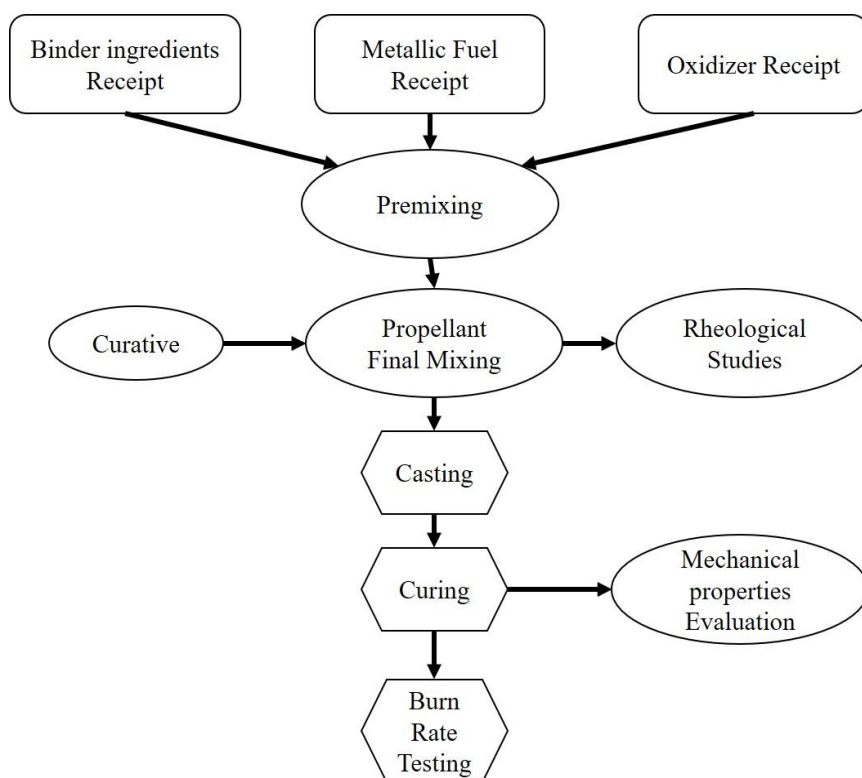 Binder ingredients
Receipt
Metallic Fuel
Receipt
Oxidizer Receipt
Premixing
Curative
Propellant
Final Mixing
Rheological
Studies
Casting
Curing
Mechanical
properties
Evaluation
Burn
Rate
Testing